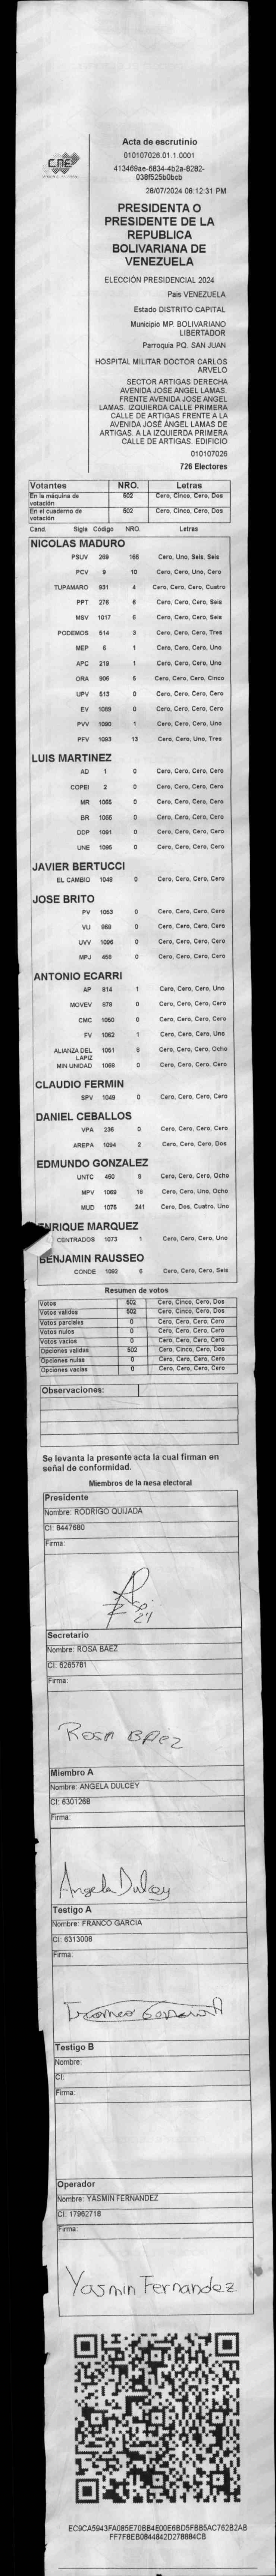 CNE
Acta de escrutinio
010107026.01.1.0001
413469ae-6834-4b2a-8282-
038f525b0bcb
28/07/2024 08:12:31 PM
PRESIDENTA O
PRESIDENTE DE LA
REPUBLICA
BOLIVARIANA DE
VENEZUELA
ELECCIÓN PRESIDENCIAL 2024
Pais VENEZUELA
Estado DISTRITO CAPITAL
Municipio MP. BOLIVARIANO
LIBERTADOR
Parroquia PQ. SAN JUAN
HOSPITAL MILITAR DOCTOR CARLOS
ARVELO
SECTOR ARTIGAS DERECHA
AVENIDA JOSE ANGEL LAMAS.
FRENTE AVENIDA JOSE ANGEL
LAMAS. IZQUIERDA CALLE PRIMERA
CALLE DE ARTIGAS FRENTE A LA
AVENIDA JOSÉ ANGEL LAMAS DE
ARTIGAS. A LA IZQUIERDA PRIMERA
CALLE DE ARTIGAS. EDIFICIO
010107026
726 Electores
Votantes NRO. Letras
En la máquina de votación 502 Cero, Cinco, Cero, Dos
En el cuaderno de votación 502 Cero, Cinco, Cero, Dos
Cand. Sigla Código NRO. Letras
NICOLAS MADURO
PSUV 269 166 Cero, Uno, Seis, Seis
PCV 9 10 Cero, Cero, Uno, Cero
TUPAMARO 931 4 Cero, Cero, Cero, Cuatro
PPT 276 6 Cero, Cero, Cero, Seis
MSV 1017 6 Cero, Cero, Cero, Seis
PODEMOS 514 3 Cero, Cero, Cero, Tres
MEP 6 1 Cero, Cero, Cero, Uno
APC 219 1 Cero, Cero, Cero, Uno
ORA 906 5 Cero, Cero, Cero, Cinco
UPV 513 0 Cero, Cero, Cero, Cero
EV 1089 0 Cero, Cero, Cero, Cero
PVV 1090 1 Cero, Cero, Cero, Uno
PFV 1093 13 Cero, Cero, Uno, Tres
LUIS MARTINEZ
AD 1 0 Cero, Cero, Cero, Cero
COPEI 2 0 Cero, Cero, Cero, Cero
MR 1065 0 Cero, Cero, Cero, Cero
BR 1066 0 Cero, Cero, Cero, Cero
DDP 1091 0 Cero, Cero, Cero, Cero
UNE 1095 0 Cero, Cero, Cero, Cero
JAVIER BERTUCCI
EL CAMBIO 1048 0 Cero, Cero, Cero, Cero
JOSE BRITO
PV 1053 0 Cero, Cero, Cero, Cero
VU 969 0 Cero, Cero, Cero, Cero
UVV 1096 0 Cero, Cero, Cero, Cero
MPJ 458 0 Cero, Cero, Cero, Cero
ANTONIO ECARRI
AP 814 1 Cero, Cero, Cero, Uno
MOVEV 879 0 Cero, Cero, Cero, Cero
CMC 1050 0 Cero, Cero, Cero, Cero
FV 1062 1 Cero, Cero, Cero, Uno
ALIANZA DEL LAPIZ 1051 8 Cero, Cero, Cero, Ocho
MIN UNIDAD 1068 0 Cero, Cero, Cero, Cero
CLAUDIO FERMIN
SPV 1049 0 Cero, Cero, Cero, Cero
DANIEL CEBALLOS
VPA 236 0 Cero, Cero, Cero, Cero
AREPA 1094 2 Cero, Cero, Cero, Dos
EDMUNDO GONZALEZ
UNTC 460 8 Cero, Cero, Cero, Ocho
MPV 1069 18 Cero, Cero, Uno, Ocho
MUD 1075 241 Cero, Dos, Cuatro, Uno
ENRIQUE MARQUEZ
CENTRADOS 1073 1 Cero, Cero, Cero, Uno
BENJAMIN RAUSSEO
CONDE 1092 6 Cero, Cero, Cero, Seis
Resumen de votos
Votos 502 Cero, Cinco, Cero, Dos
Votos validos 502 Cero, Cinco, Cero, Dos
Votos parciales 0 Cero, Cero, Cero, Cero
Votos nulos 0 Cero, Cero, Cero, Cero
Votos vacios 0 Cero, Cero, Cero, Cero
Opciones validas 502 Cero, Cinco, Cero, Dos
Opciones nulas 0 Cero, Cero, Cero, Cero
Opciones vacias 0 Cero, Cero, Cero, Cero
Observaciones:
Se levanta la presente acta la cual firman en
señal de conformidad.
Miembros de la mesa electoral
Presidente
Nombre: RODRIGO QUIJADA
CI: 8447660
Firma:
Secretario
Nombre: ROSA BAEZ
CI: 6265761
Firma:
ROSA BAEZ
Miembro A
Nombre: ANGELA DULCEY
CI: 6301268
Firma:
Angela Dulcey
Testigo A
Nombre: FRANCO GARCIA
CI: 6313008
Firma:
Testigo B
Nombre:
CI:
Firma:
Operador
Nombre: YASMIN FERNANDEZ
CI: 17962718
Firma:
Yasmin Fernandez
EC9CA5943FA085E70BB4E00E6BD5FBB5AC762B2AB
FF7F8EB0844842D278884CB